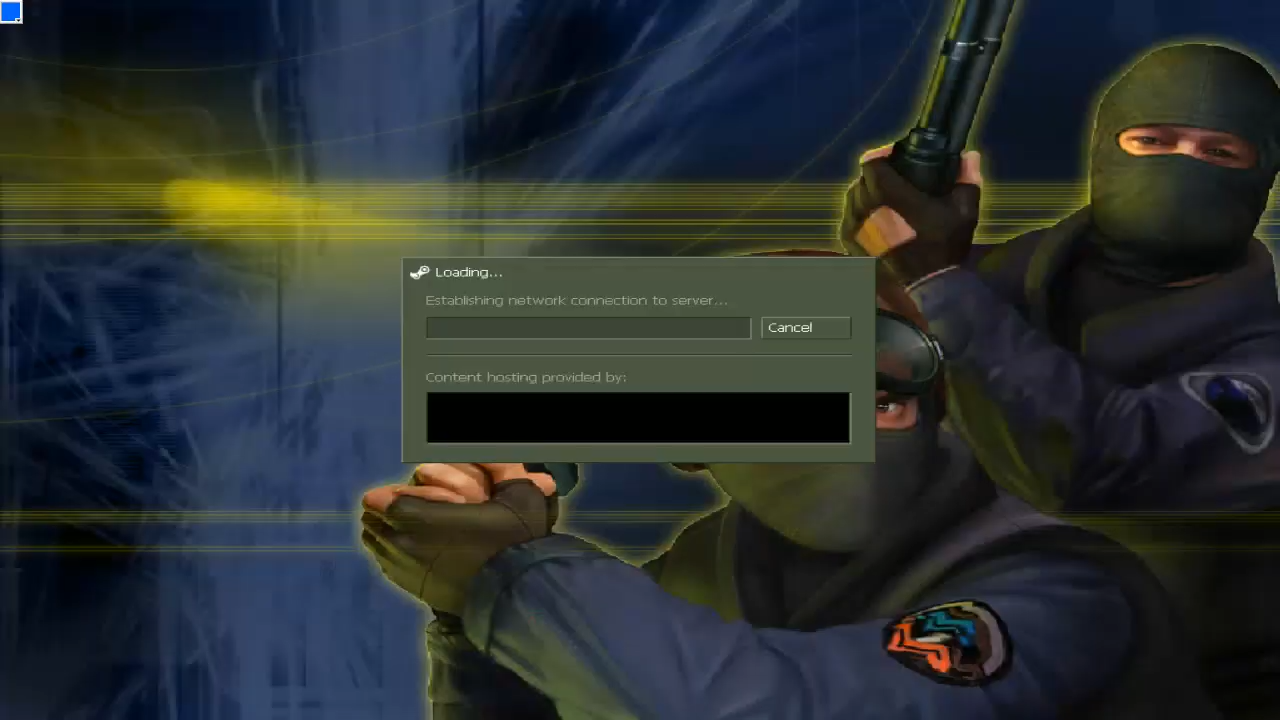 Loading...
Establishing network connection to server...
Cancel
Content hosting provided by: